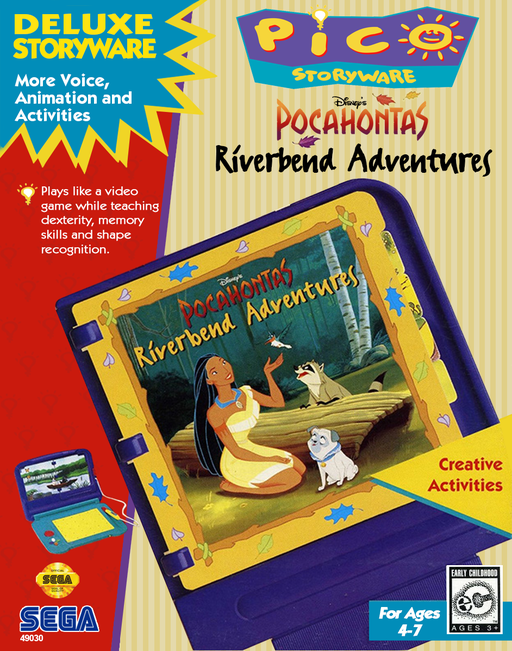 DELUXE
STORYWARE
More Voice,
Animation and
Activities
PICO
STORYWARE
Disney's
POCAHONTAS
Riverbend Adventures
Plays like a video
game while teaching
dexterity, memory
skills and shape
recognition.
Disney's
POCAHONTAS
Riverbend Adventures
Creative
Activities
SEGA
SEGA
49030
For Ages
4-7
EARLY CHILDHOOD
AGES 3+